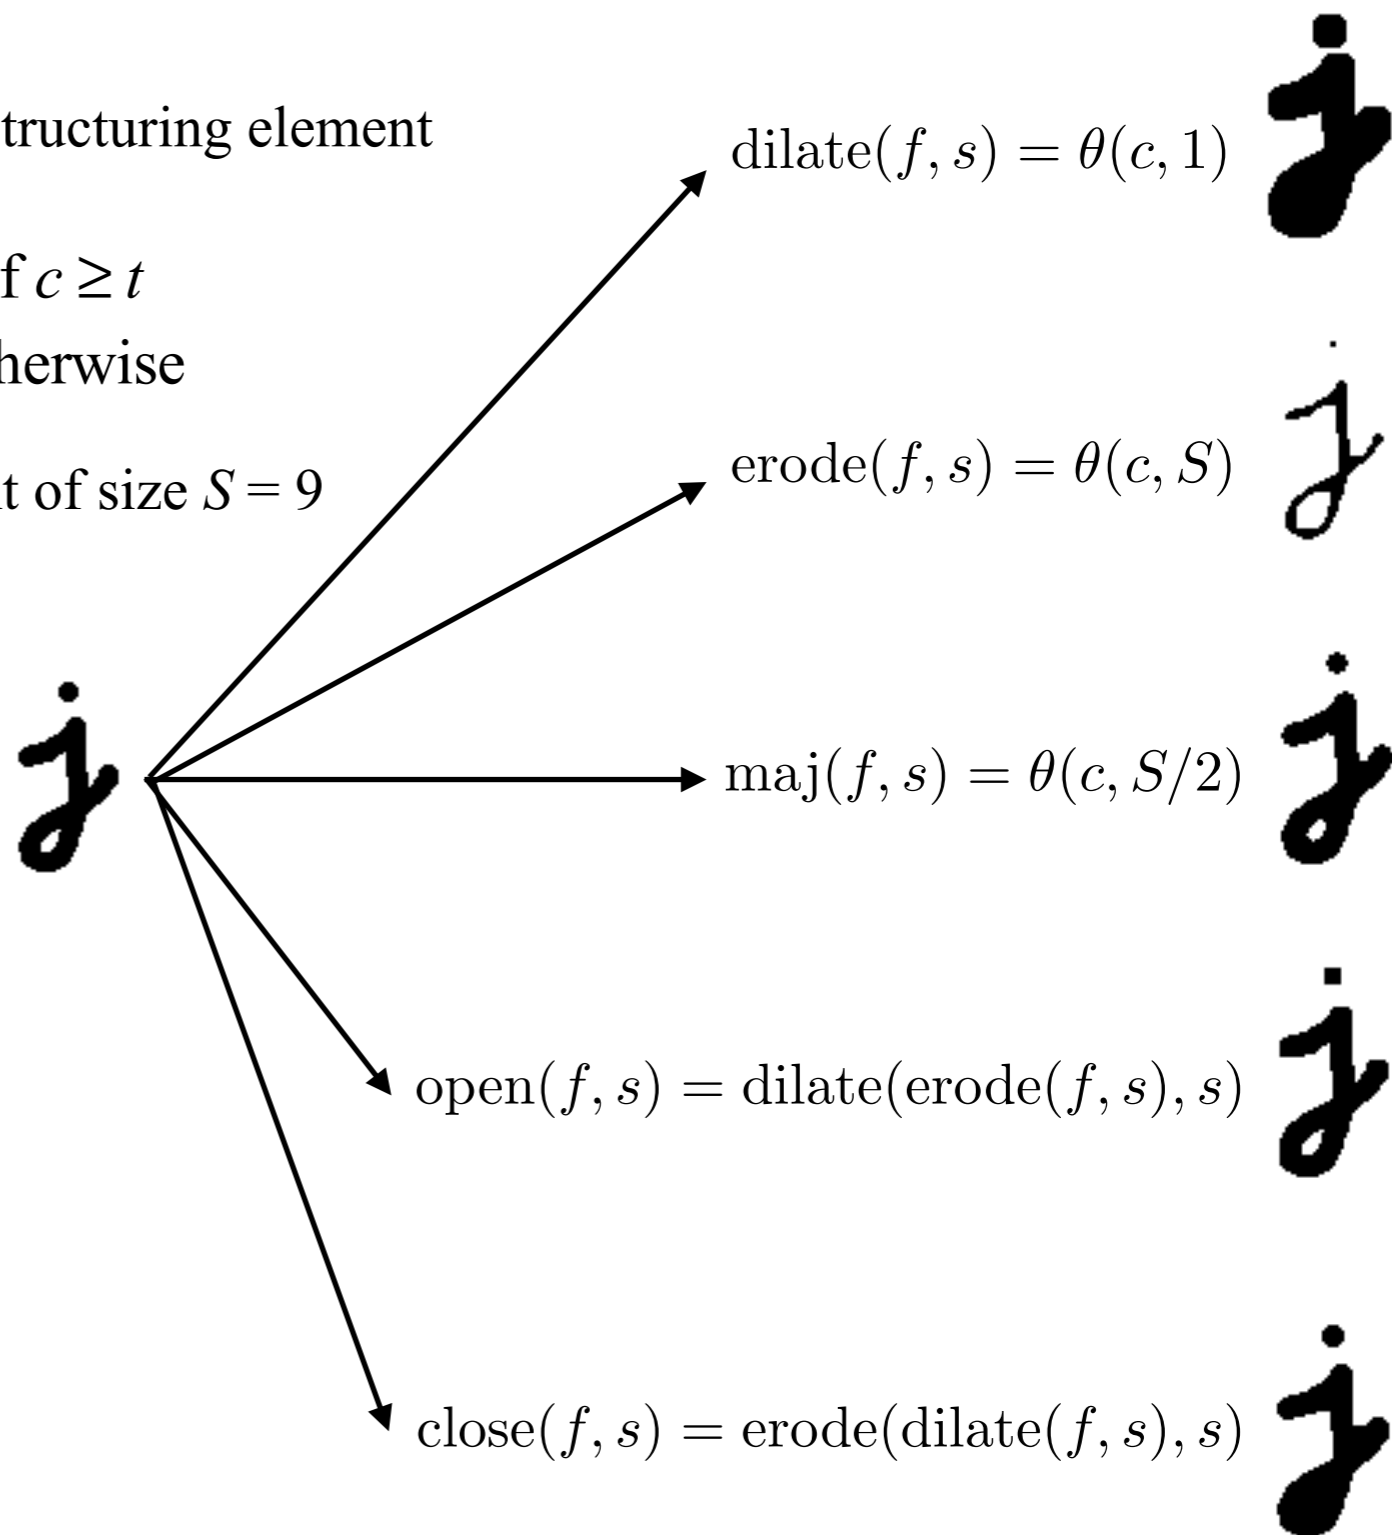 tructuring element
dilate(f, s) = θ(c, 1)
f c ≥ t
herwise
erode(f, s) = θ(c, S)
t of size S = 9
maj(f, s) = θ(c, S/2)
open(f, s) = dilate(erode(f, s), s)
close(f, s) = erode(dilate(f, s), s)